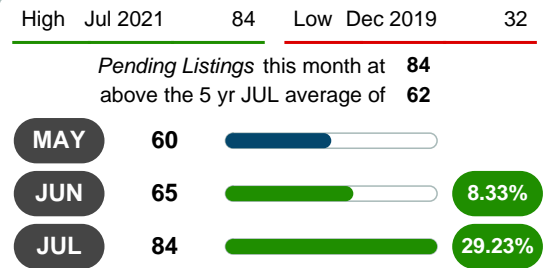 High Jul 2021 84 Low Dec 2019 32
Pending Listings this month at 84
above the 5 yr JUL average of 62
MAY 60
JUN 65 8.33%
JUL 84 29.23%